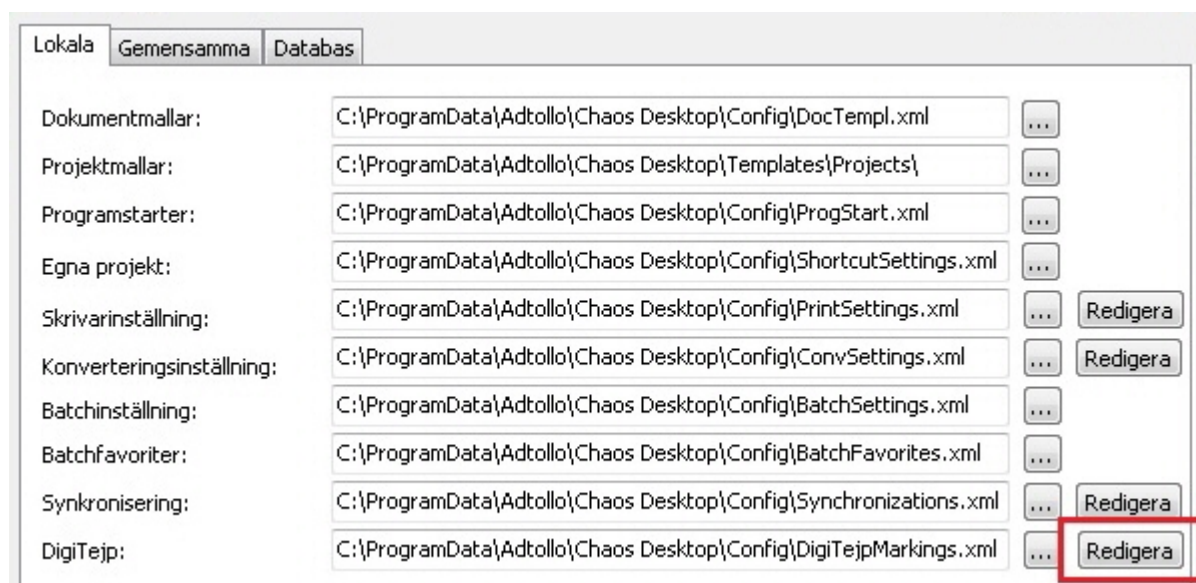 Lokala Gemensamma Databas
Dokumentmallar: C:\ProgramData\Adtollo\Chaos Desktop\Config\DocTempl.xml ...
Projektmallar: C:\ProgramData\Adtollo\Chaos Desktop\Templates\Projects\ ...
Programstarter: C:\ProgramData\Adtollo\Chaos Desktop\Config\ProgStart.xml ...
Egna projekt: C:\ProgramData\Adtollo\Chaos Desktop\Config\ShortcutSettings.xml ...
Skrivarinställning: C:\ProgramData\Adtollo\Chaos Desktop\Config\PrintSettings.xml ... Redigera
Konverteringsinställning: C:\ProgramData\Adtollo\Chaos Desktop\Config\ConvSettings.xml ... Redigera
Batchinställning: C:\ProgramData\Adtollo\Chaos Desktop\Config\BatchSettings.xml ...
Batchfavoriter: C:\ProgramData\Adtollo\Chaos Desktop\Config\BatchFavorites.xml ...
Synkronisering: C:\ProgramData\Adtollo\Chaos Desktop\Config\Synchronizations.xml ... Redigera
DigiTejp: C:\ProgramData\Adtollo\Chaos Desktop\Config\DigiTejpMarkings.xml ... Redigera